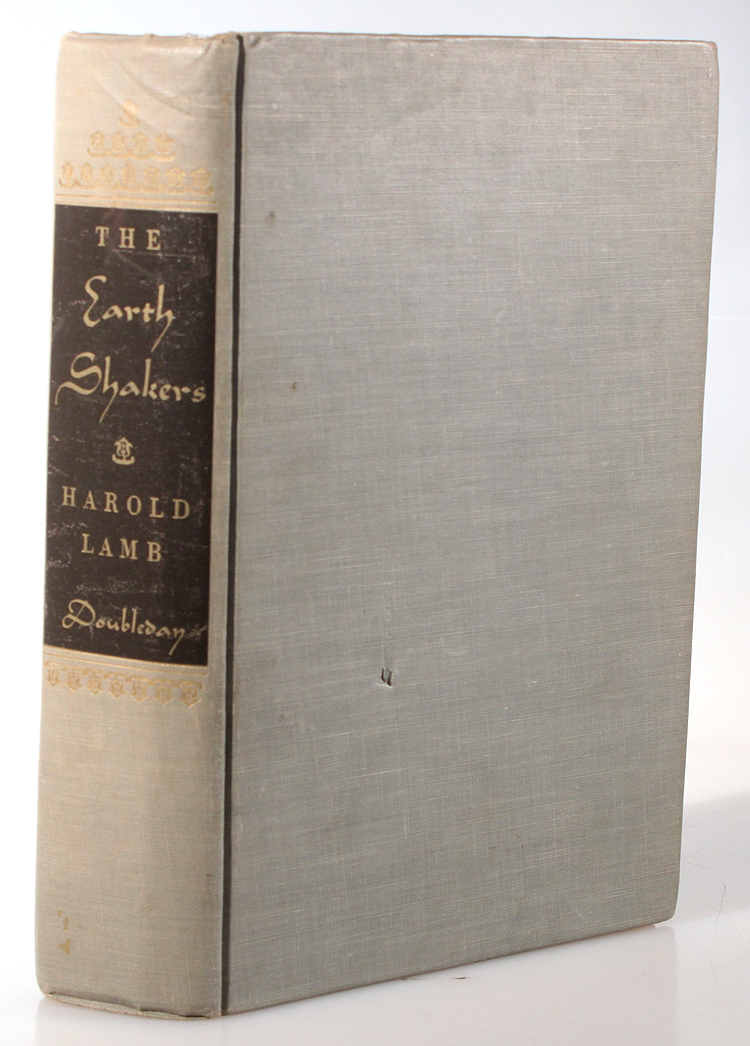 THE
Earth
Shakers
HAROLD
LAMB
Doubleday